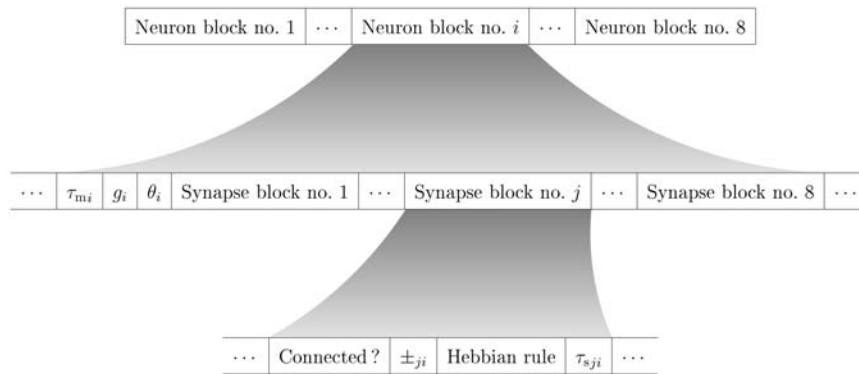 Neuron block no. 1 ··· Neuron block no. i ··· Neuron block no. 8
··· τmi gi θi Synapse block no. 1 ··· Synapse block no. j ··· Synapse block no. 8 ···
··· Connected ? ±ji Hebbian rule τsji ···